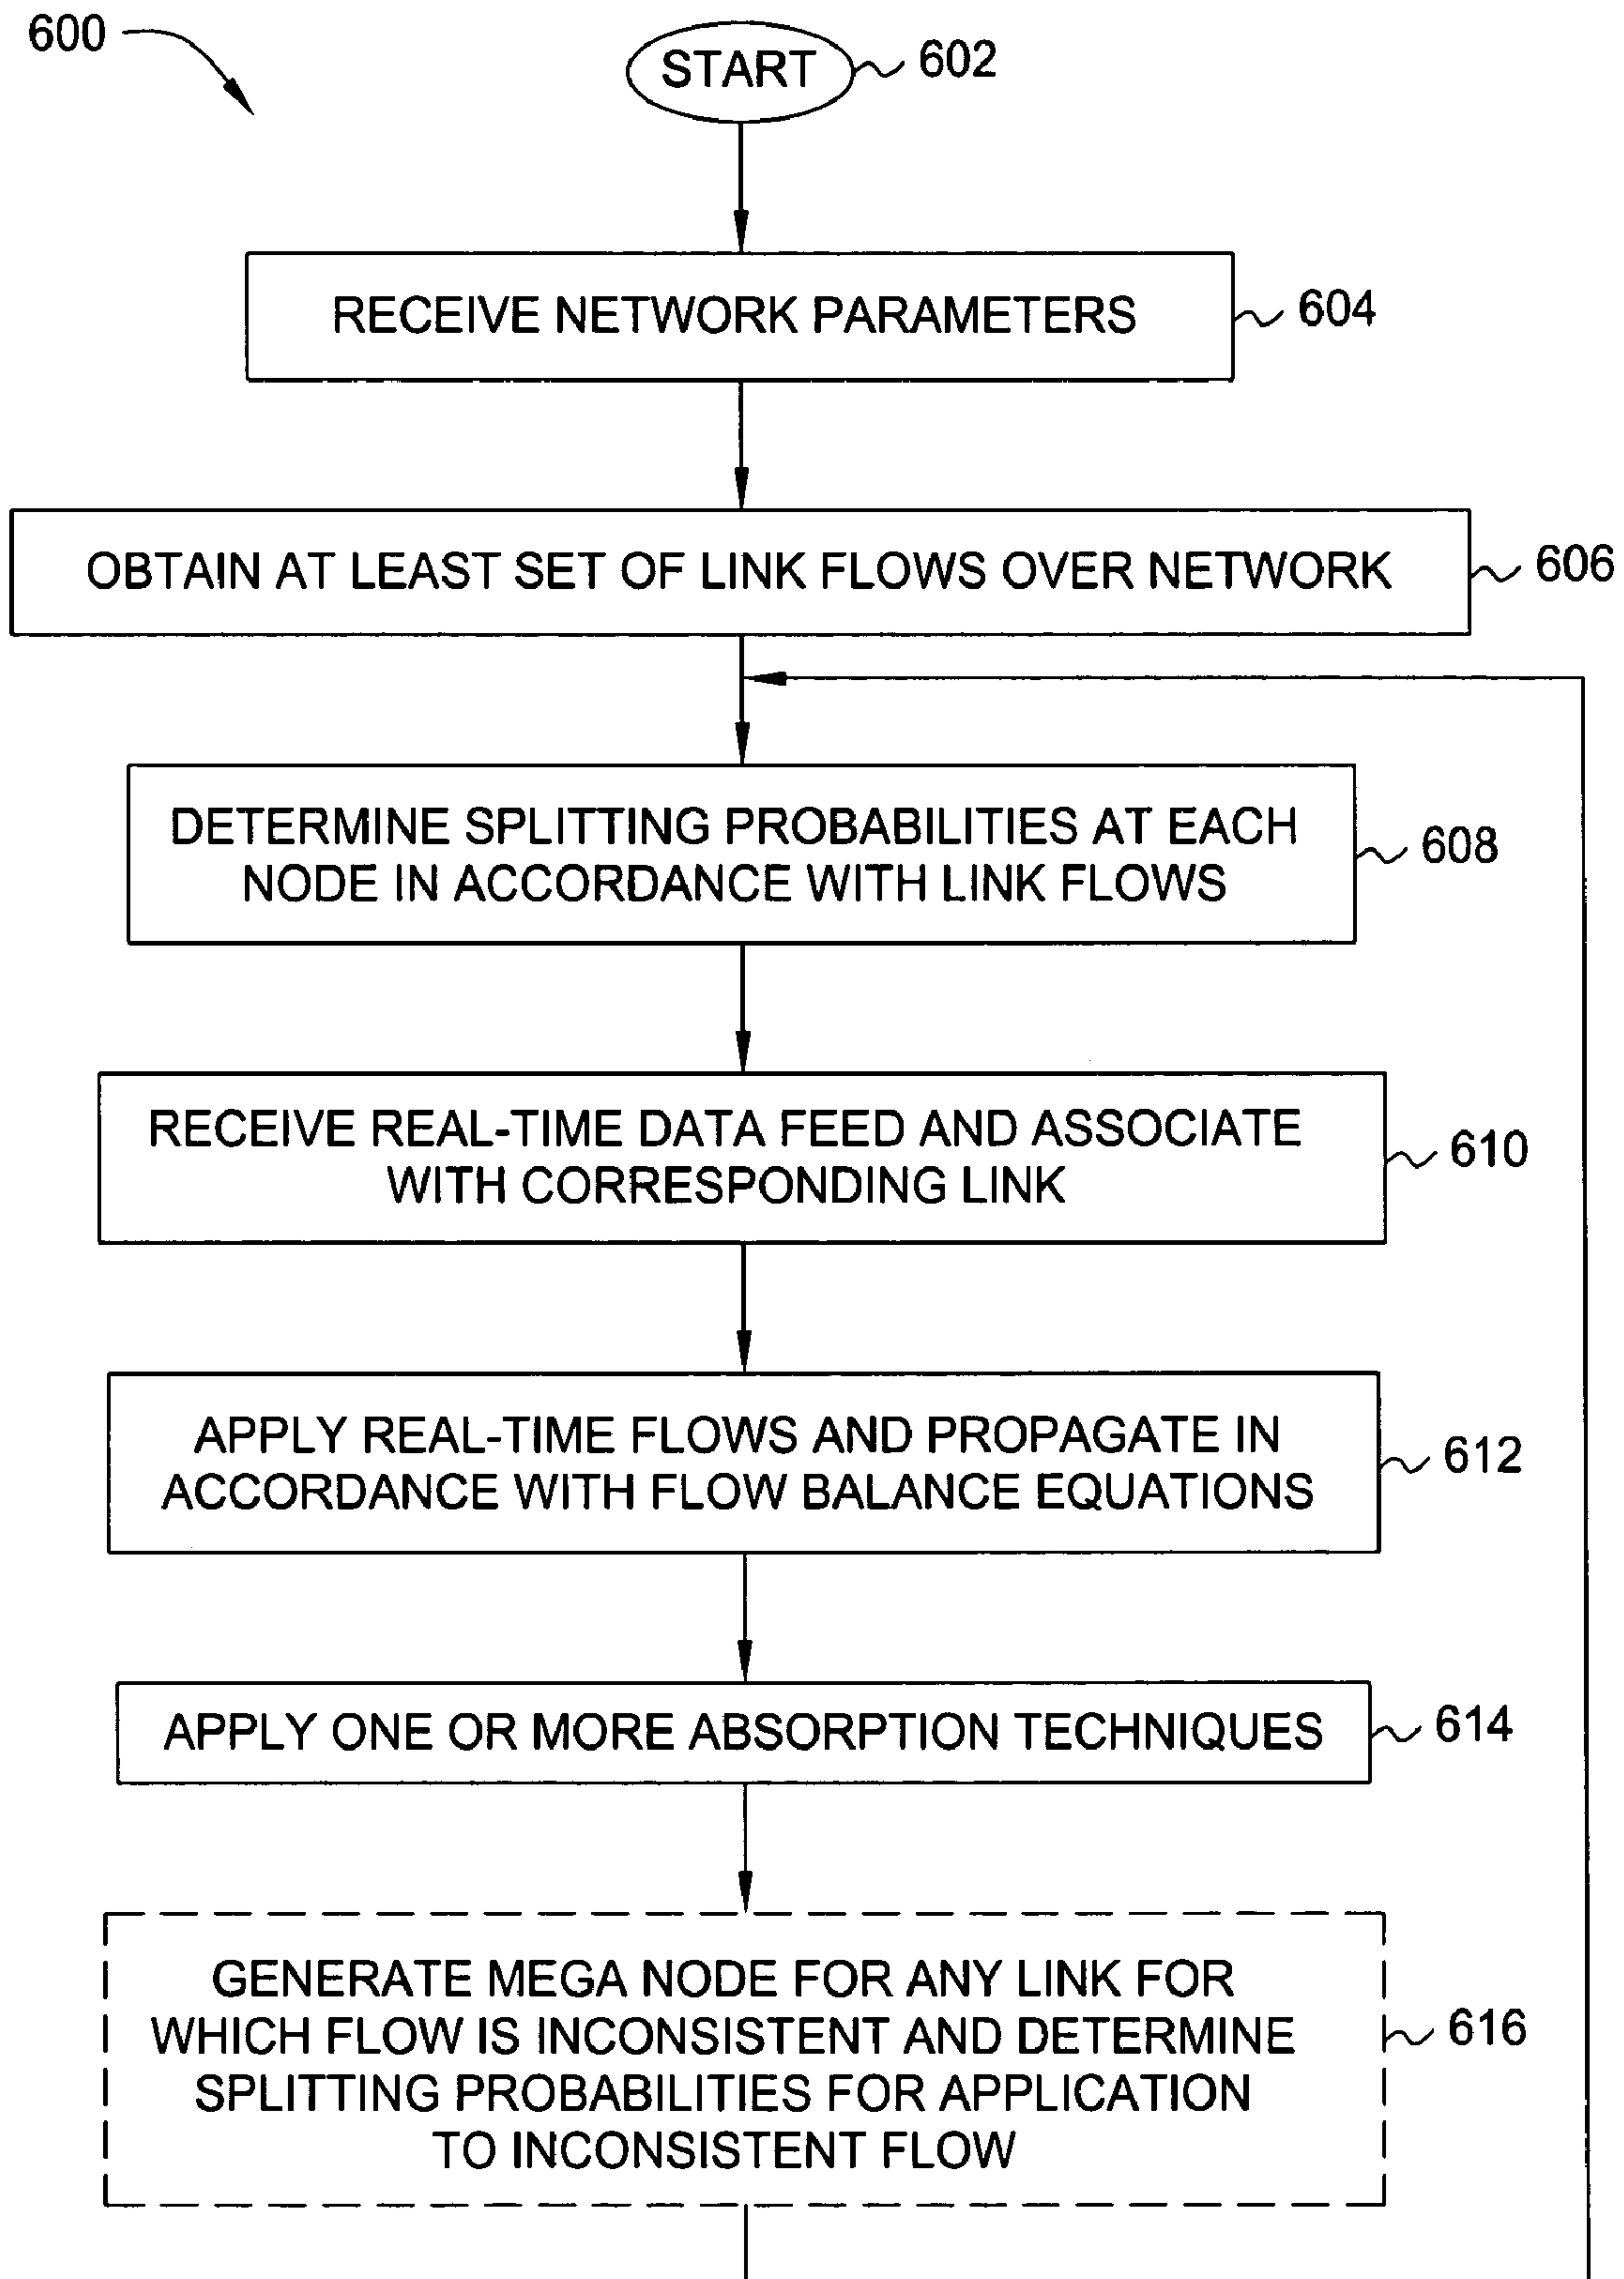 600
START
602
RECEIVE NETWORK PARAMETERS
604
OBTAIN AT LEAST SET OF LINK FLOWS OVER NETWORK
606
DETERMINE SPLITTING PROBABILITIES AT EACH
NODE IN ACCORDANCE WITH LINK FLOWS
608
RECEIVE REAL-TIME DATA FEED AND ASSOCIATE
WITH CORRESPONDING LINK
610
APPLY REAL-TIME FLOWS AND PROPAGATE IN
ACCORDANCE WITH FLOW BALANCE EQUATIONS
612
APPLY ONE OR MORE ABSORPTION TECHNIQUES
614
GENERATE MEGA NODE FOR ANY LINK FOR
WHICH FLOW IS INCONSISTENT AND DETERMINE
SPLITTING PROBABILITIES FOR APPLICATION
TO INCONSISTENT FLOW
616